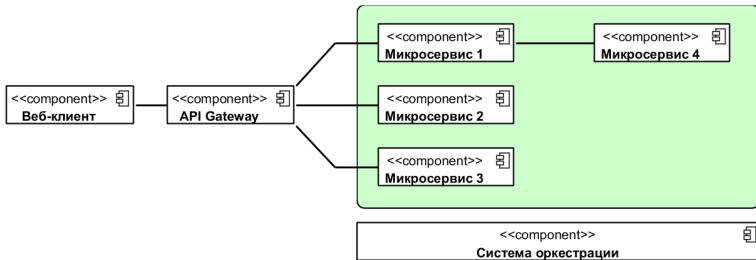 <<component>>
Микросервис 1
<<component>>
Микросервис 4
<<component>>
Веб-клиент
<<component>>
API Gateway
<<component>>
Микросервис 2
<<component>>
Микросервис 3
<<component>>
Система оркестрации